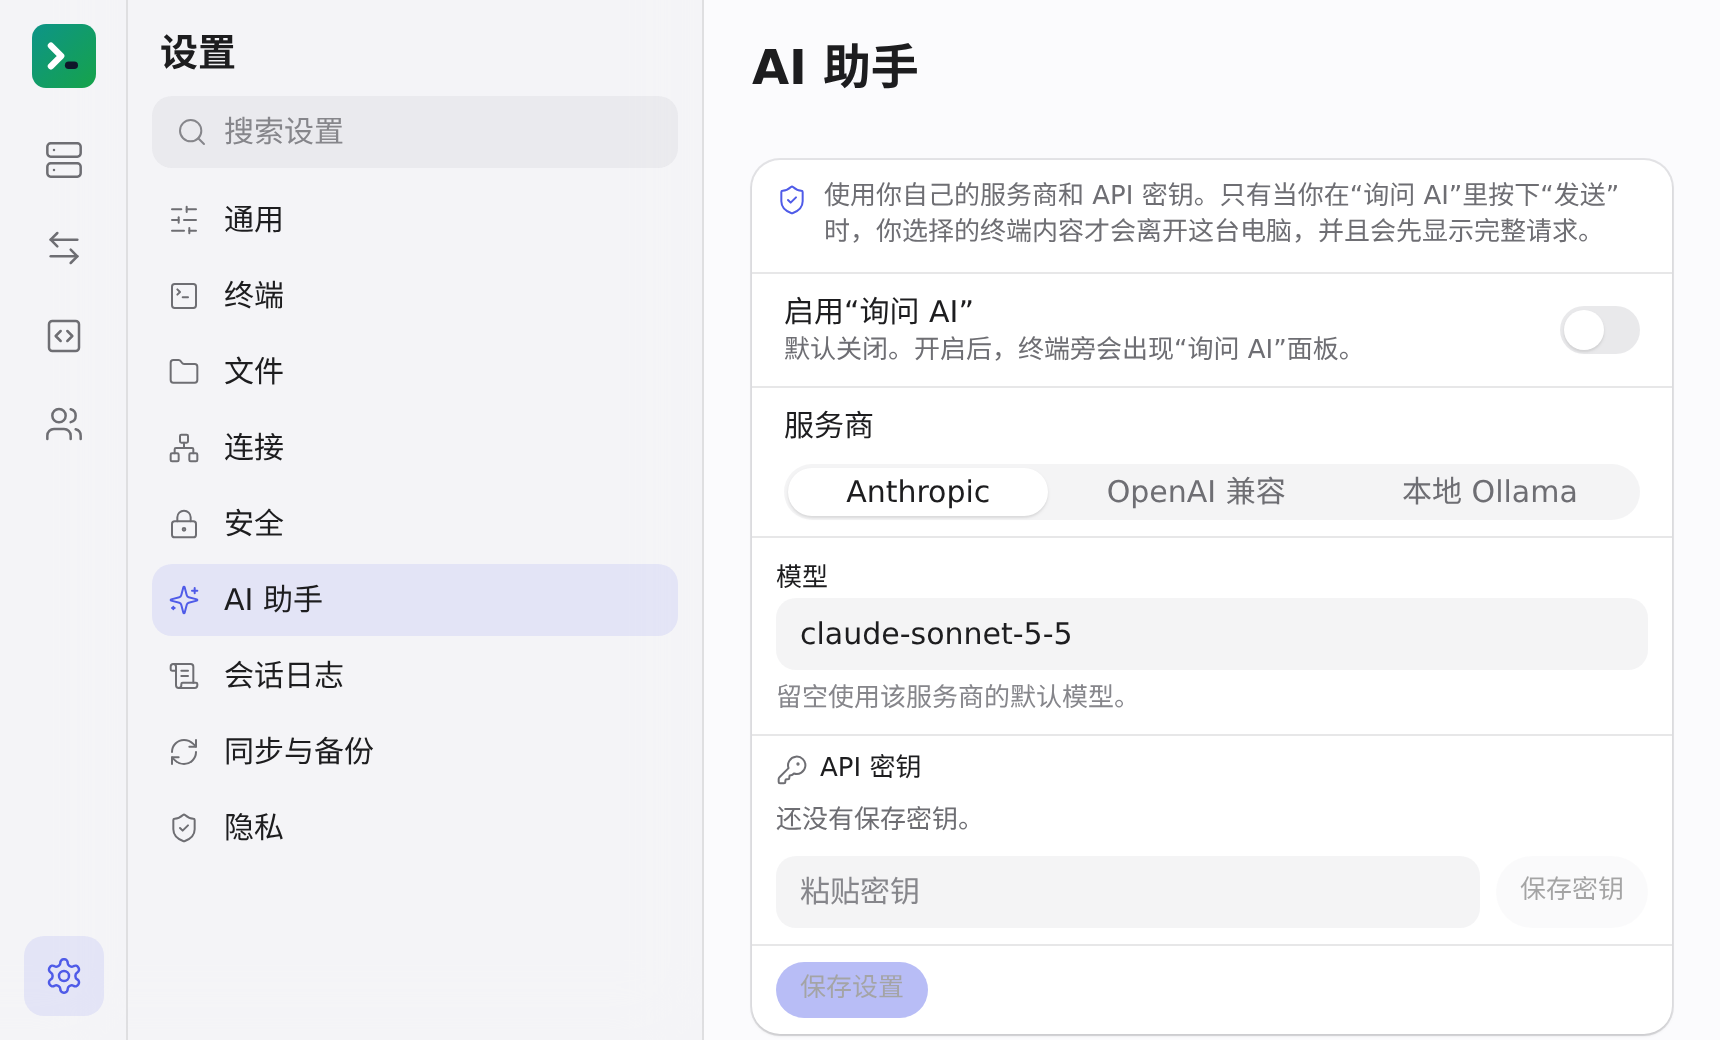 设置
搜索设置
通用
终端
文件
连接
安全
AI 助手
会话日志
同步与备份
隐私
AI 助手
使用你自己的服务商和 API 密钥。只有当你在“询问 AI”里按下“发送”
时，你选择的终端内容才会离开这台电脑，并且会先显示完整请求。
启用“询问 AI”
默认关闭。开启后，终端旁会出现“询问 AI”面板。
服务商
Anthropic
OpenAI 兼容
本地 Ollama
模型
claude-sonnet-5-5
留空使用该服务商的默认模型。
API 密钥
还没有保存密钥。
粘贴密钥
保存密钥
保存设置